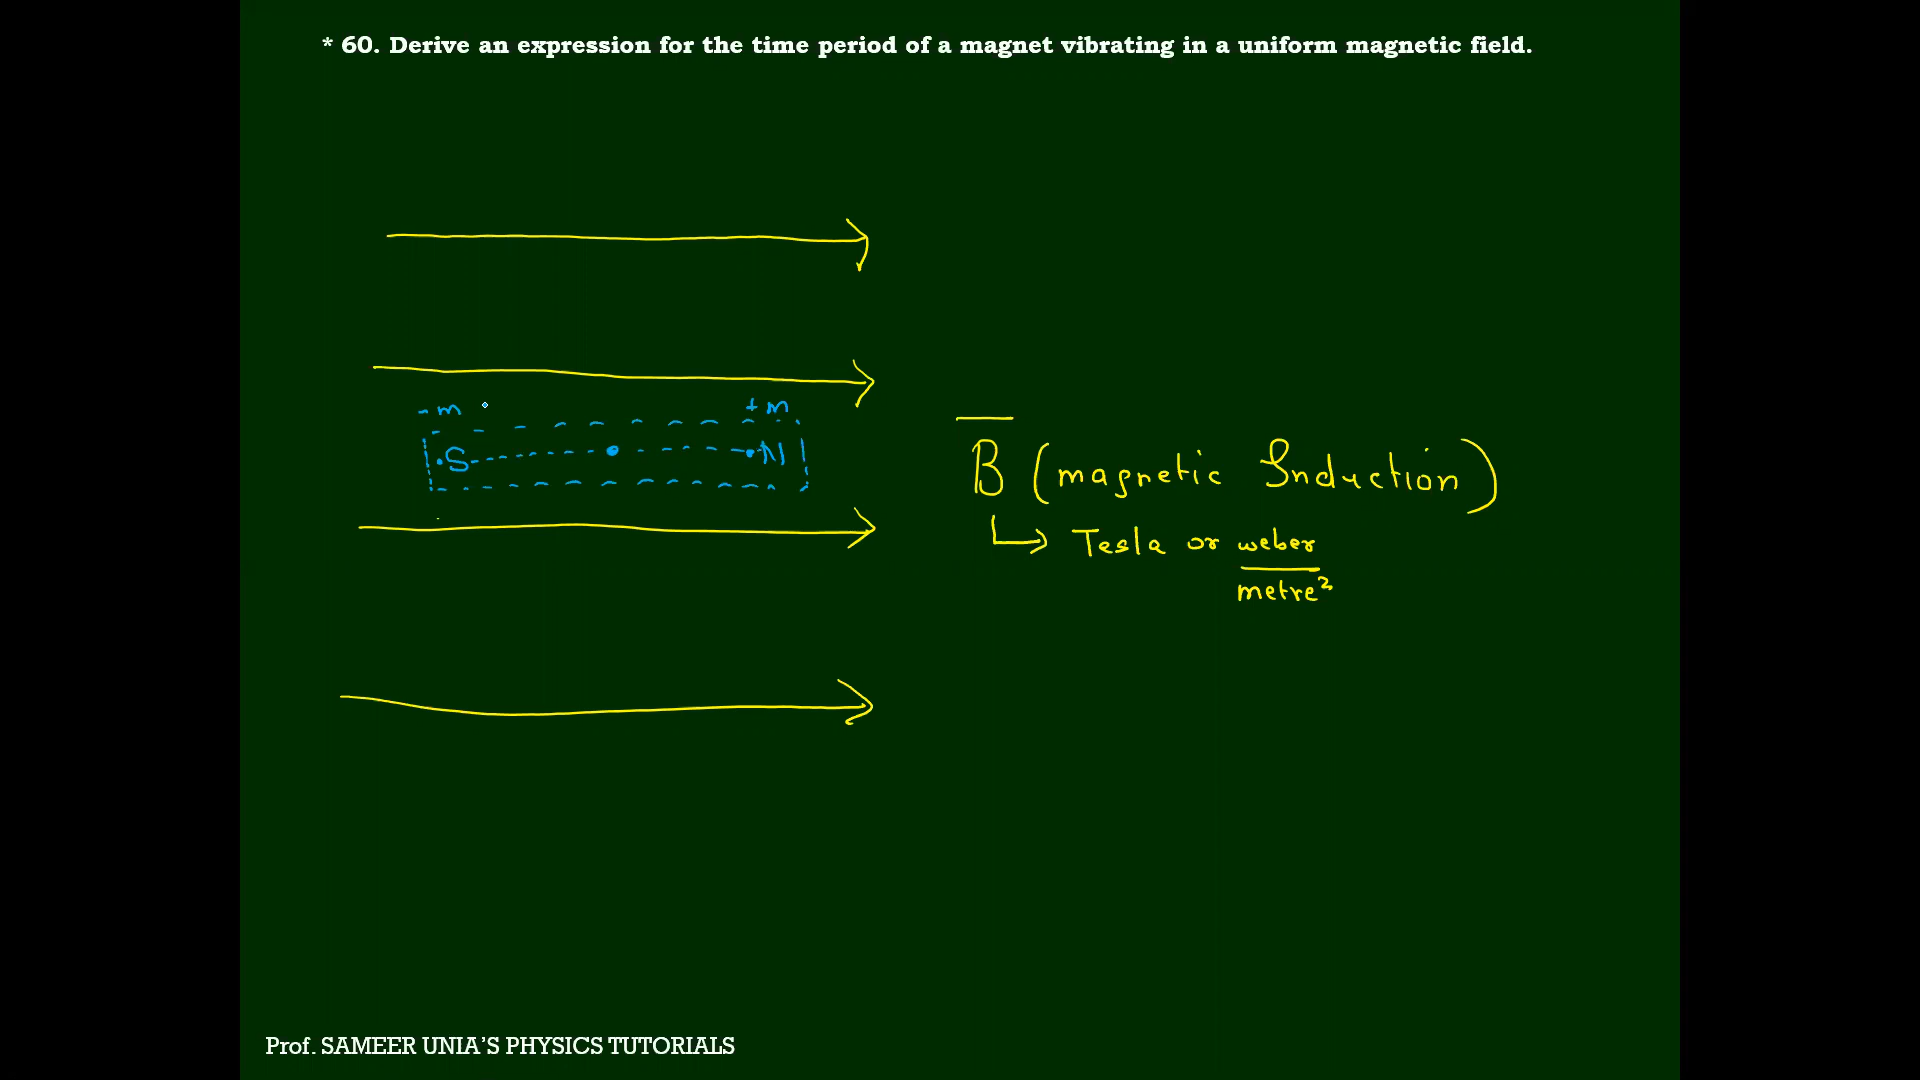 * 60. Derive an expression for the time period of a magnet vibrating in a uniform magnetic field.
-m +m
S N
B (magnetic Induction)
Tesla or weber
metre²
Prof. SAMEER UNIA'S PHYSICS TUTORIALS